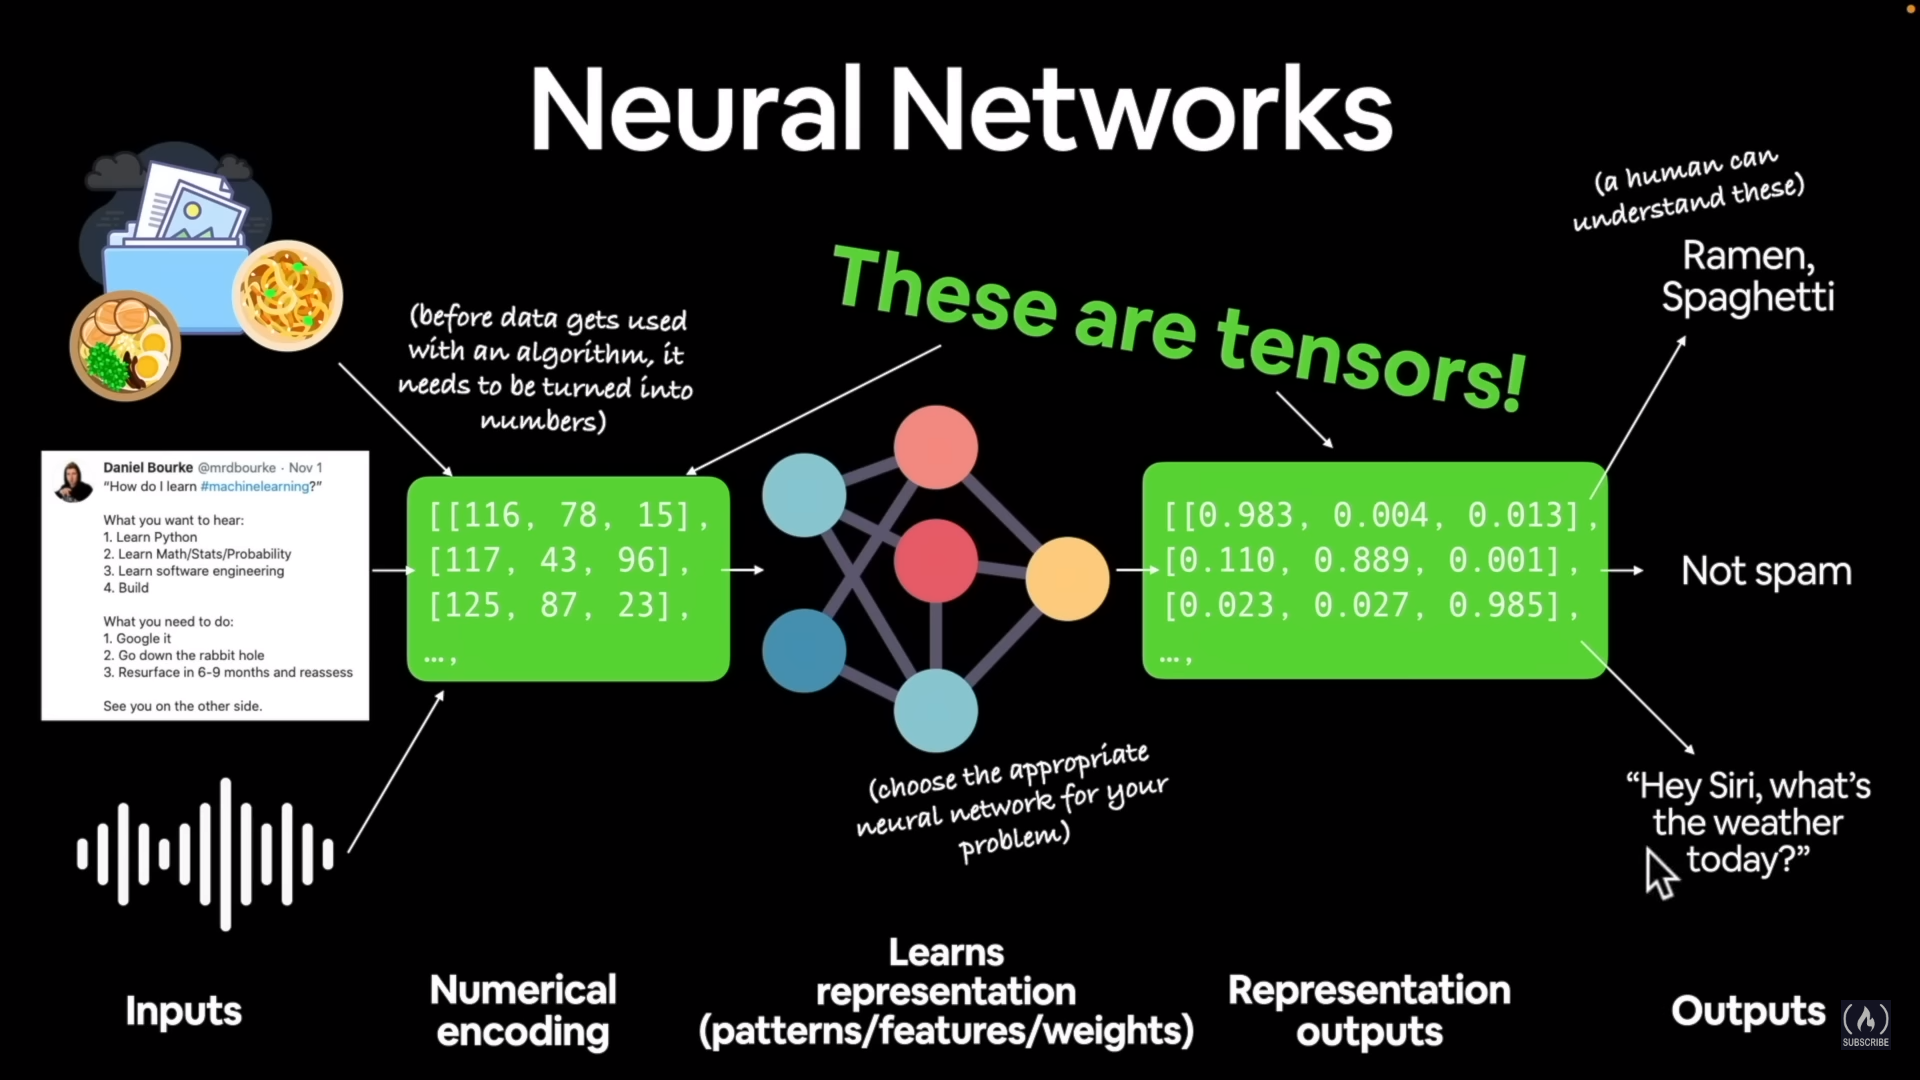 Neural Networks
(a human can
understand these)
Ramen,
Spaghetti
These are tensors!
(before data gets used
with an algorithm, it
needs to be turned into
numbers)
Daniel Bourke @mrdbourke · Nov 1
“How do I learn #machinelearning?”
What you want to hear:
1. Learn Python
2. Learn Math/Stats/Probability
3. Learn software engineering
4. Build
What you need to do:
1. Google it
2. Go down the rabbit hole
3. Resurface in 6-9 months and reassess
See you on the other side.
[[116, 78, 15],
[117, 43, 96],
[125, 87, 23],
…,
[[0.983, 0.004, 0.013],
[0.110, 0.889, 0.001],
[0.023, 0.027, 0.985],
…,
Not spam
(choose the appropriate
neural network for your
problem)
“Hey Siri, what’s
the weather
today?”
Inputs
Numerical
encoding
Learns
representation
(patterns/features/weights)
Representation
outputs
Outputs
SUBSCRIBE